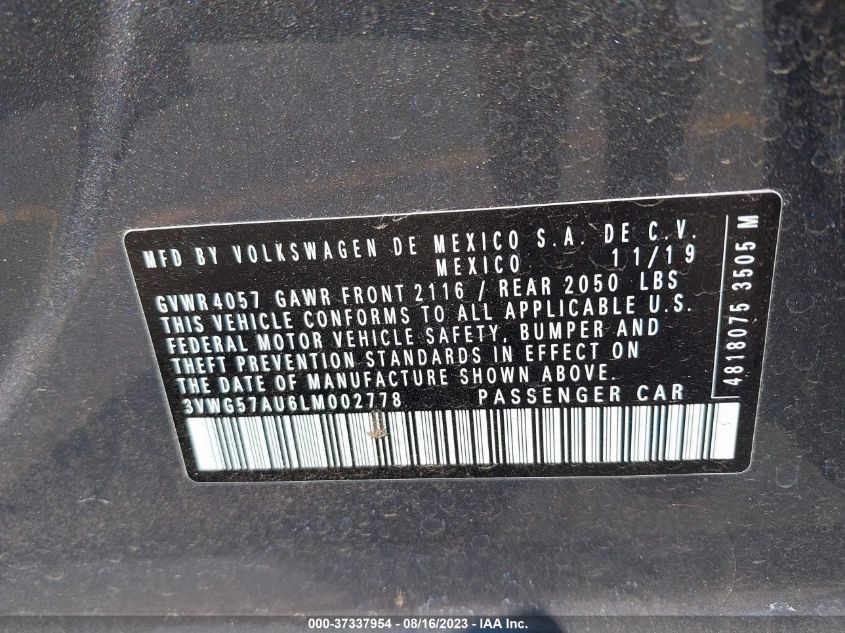 MFD BY VOLKSWAGEN DE MEXICO S.A. DE C.V.
MEXICO 11/19
GVWR4057 GAWR FRONT 2116 / REAR 2050 LBS
THIS VEHICLE CONFORMS TO ALL APPLICABLE U.S.
FEDERAL MOTOR VEHICLE SAFETY, BUMPER AND
THEFT PREVENTION STANDARDS IN EFFECT ON
THE DATE OF MANUFACTURE SHOWN ABOVE.
3VWG57AU6LM002778 PASSENGER CAR
4818075 3505 M
000-37337954 - 08/16/2023 - IAA Inc.